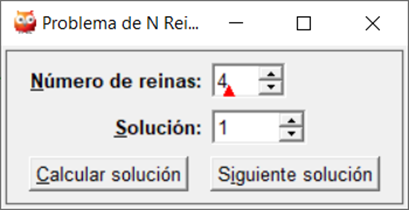 Problema de N Rei...
Número de reinas: 4
Solución: 1
Calcular solución Siguiente solución